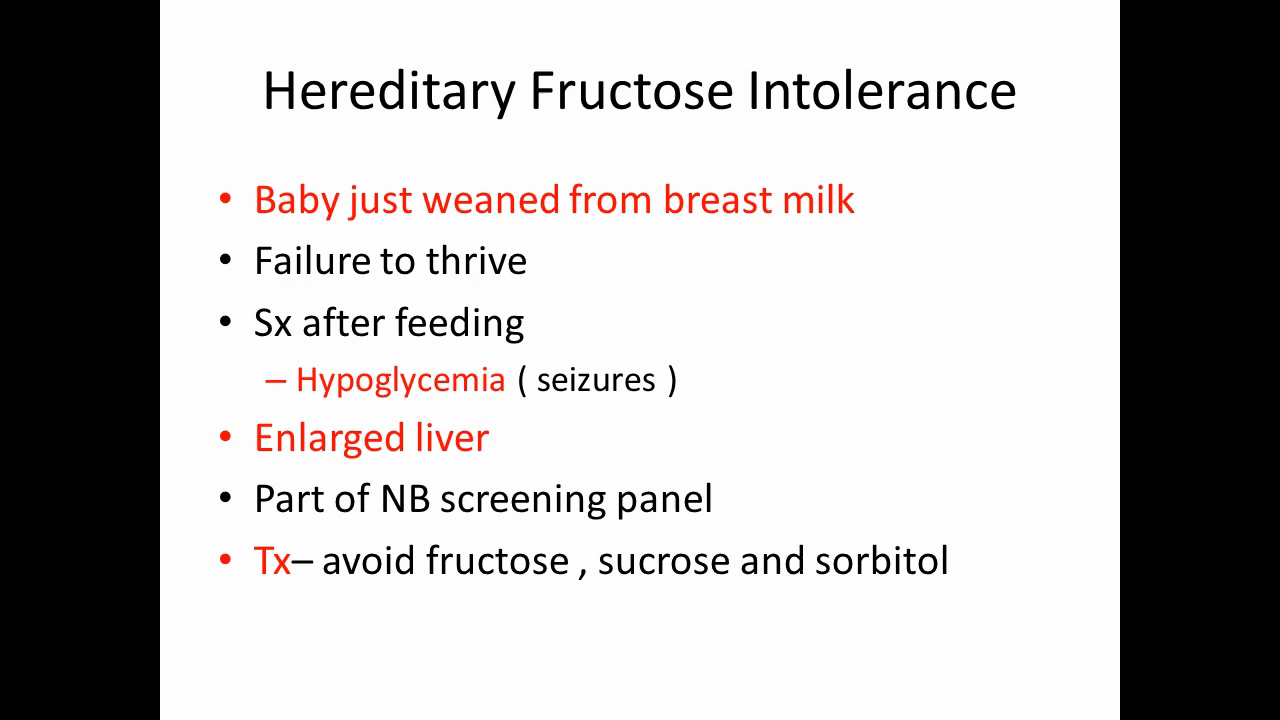 Hereditary Fructose Intolerance
• Baby just weaned from breast milk
• Failure to thrive
• Sx after feeding
– Hypoglycemia ( seizures )
• Enlarged liver
• Part of NB screening panel
• Tx– avoid fructose , sucrose and sorbitol